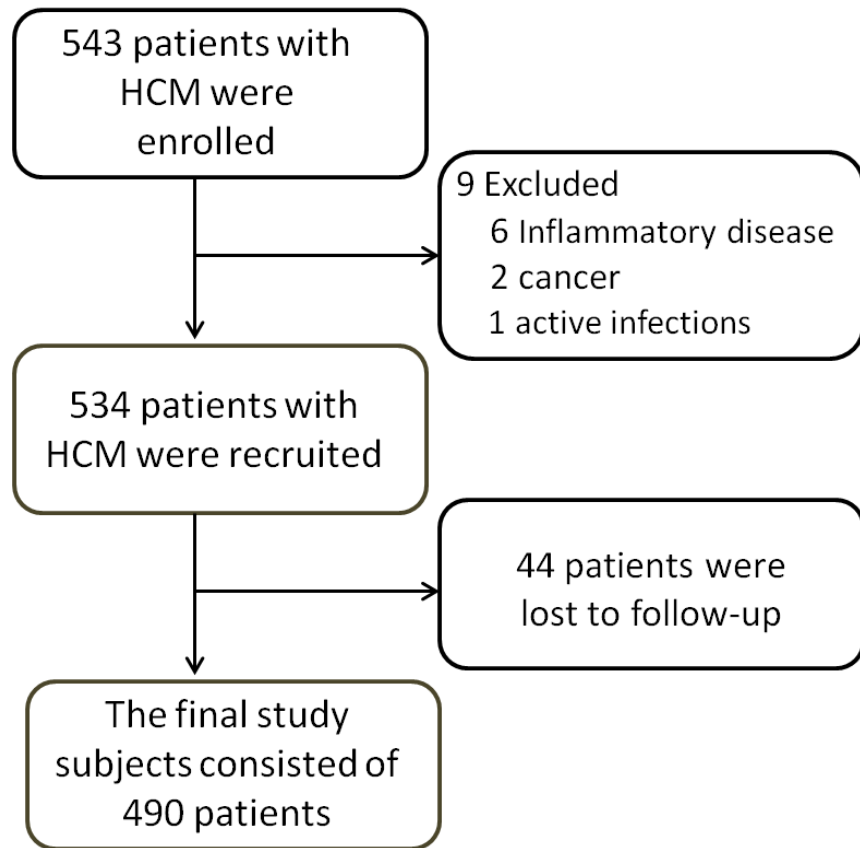 543 patients with
HCM were
enrolled
9 Excluded
6 Inflammatory disease
2 cancer
1 active infections
534 patients with
HCM were recruited
44 patients were
lost to follow-up
The final study
subjects consisted of
490 patients